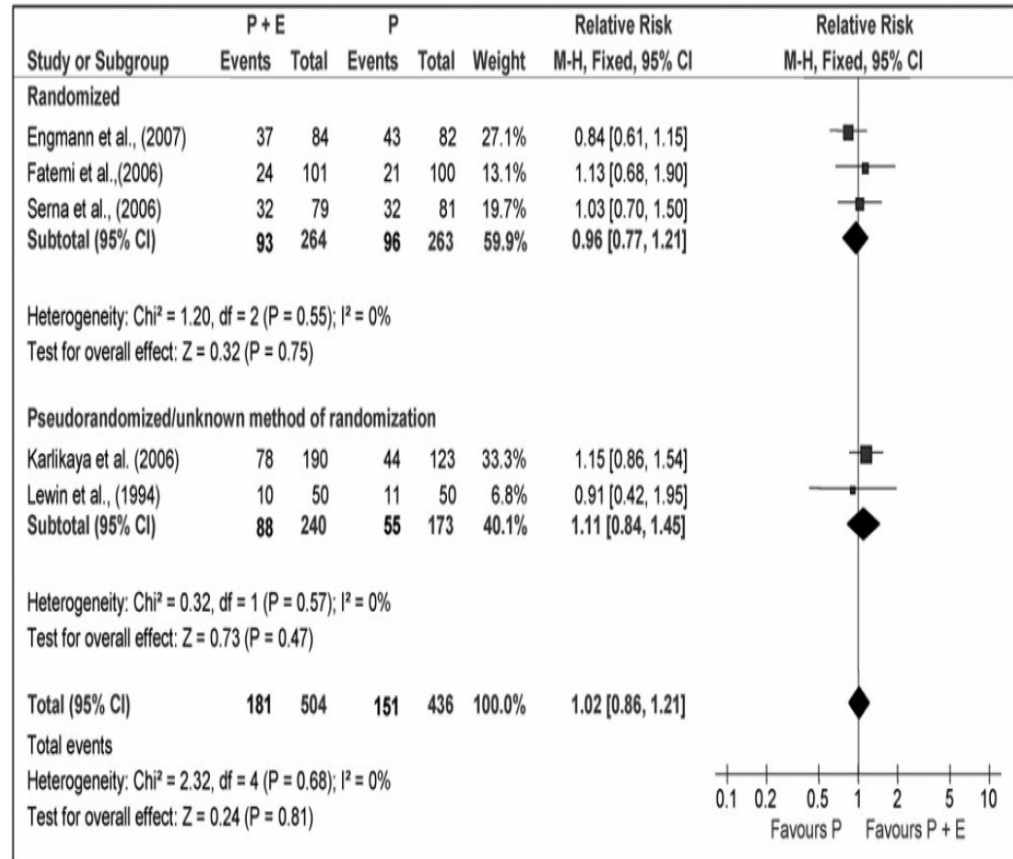 P + E P Relative Risk Relative Risk
Study or Subgroup Events Total Events Total Weight M-H, Fixed, 95% CI M-H, Fixed, 95% CI
Randomized
Engmann et al., (2007) 37 84 43 82 27.1% 0.84 [0.61, 1.15]
Fatemi et al.,(2006) 24 101 21 100 13.1% 1.13 [0.68, 1.90]
Serna et al., (2006) 32 79 32 81 19.7% 1.03 [0.70, 1.50]
Subtotal (95% CI) 93 264 96 263 59.9% 0.96 [0.77, 1.21]
Heterogeneity: Chi² = 1.20, df = 2 (P = 0.55); I² = 0%
Test for overall effect: Z = 0.32 (P = 0.75)
Pseudorandomized/unknown method of randomization
Karlikaya et al. (2006) 78 190 44 123 33.3% 1.15 [0.86, 1.54]
Lewin et al., (1994) 10 50 11 50 6.8% 0.91 [0.42, 1.95]
Subtotal (95% CI) 88 240 55 173 40.1% 1.11 [0.84, 1.45]
Heterogeneity: Chi² = 0.32, df = 1 (P = 0.57); I² = 0%
Test for overall effect: Z = 0.73 (P = 0.47)
Total (95% CI) 181 504 151 436 100.0% 1.02 [0.86, 1.21]
Total events
Heterogeneity: Chi² = 2.32, df = 4 (P = 0.68); I² = 0%
Test for overall effect: Z = 0.24 (P = 0.81)
0.1 0.2 0.5 1 2 5 10
Favours P Favours P + E